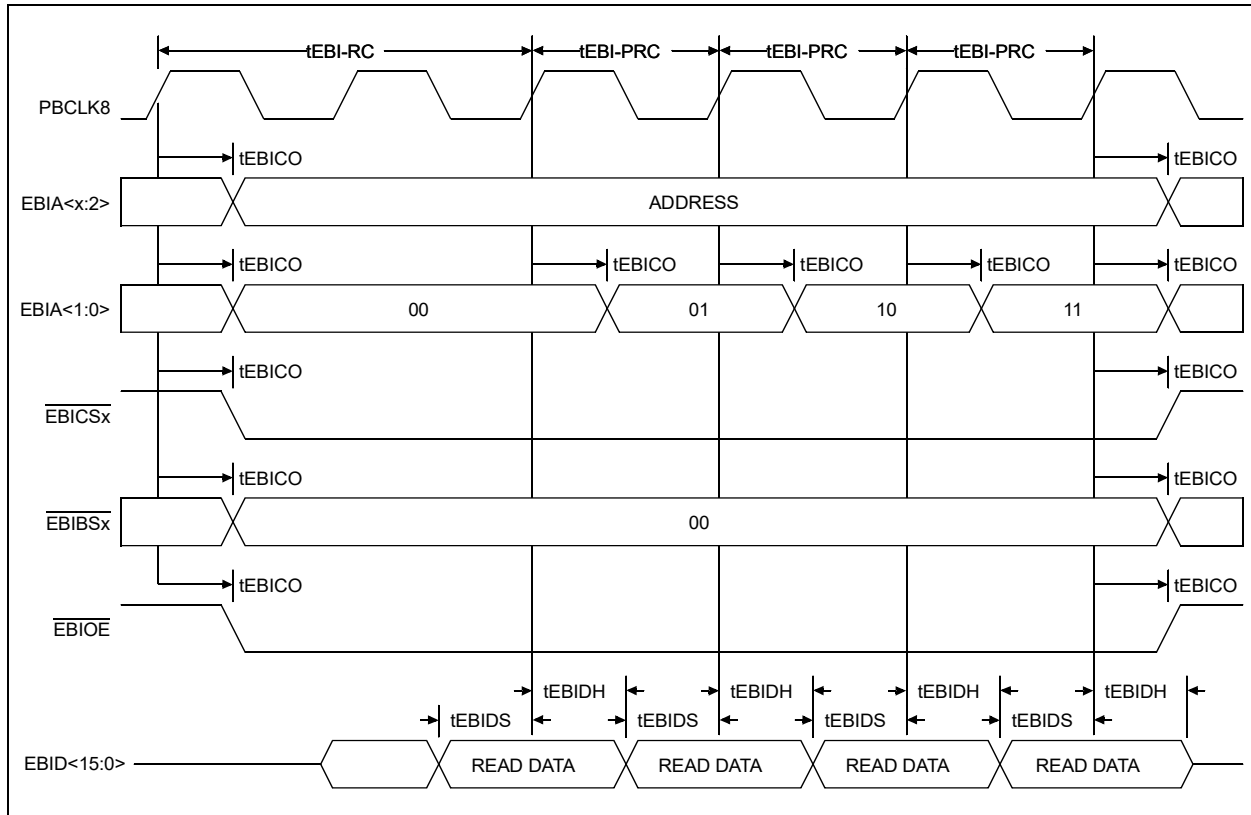 tEBI-RC tEBI-PRC tEBI-PRC tEBI-PRC
PBCLK8
tEBICO tEBICO
EBIA<x:2> ADDRESS
tEBICO tEBICO tEBICO tEBICO tEBICO
EBIA<1:0> 00 01 10 11
tEBICO tEBICO
EBICSx
tEBICO tEBICO
EBIBSx 00
tEBICO tEBICO
EBIOE
tEBIDH tEBIDH tEBIDH tEBIDH
tEBIDS tEBIDS tEBIDS tEBIDS
EBID<15:0> READ DATA READ DATA READ DATA READ DATA